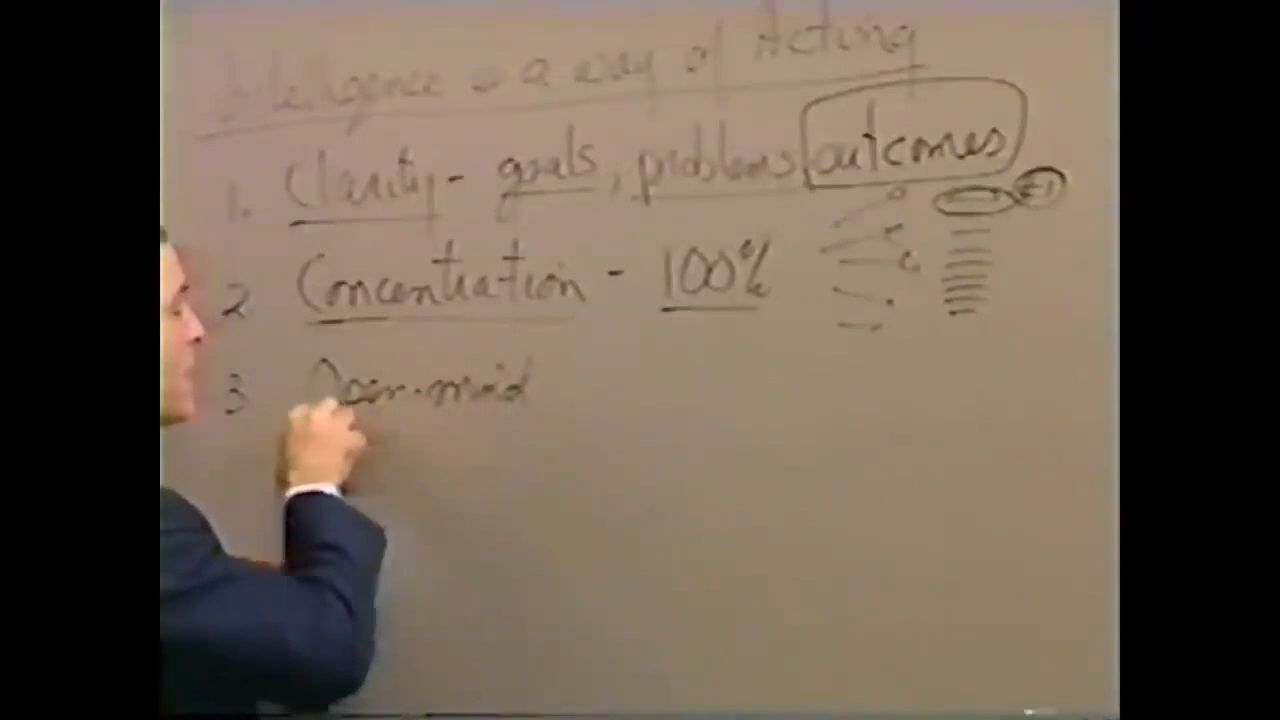 Intelligence is a way of Acting
1. Clarity - goals, problems outcomes
2. Concentration - 100%
3 Open-mind